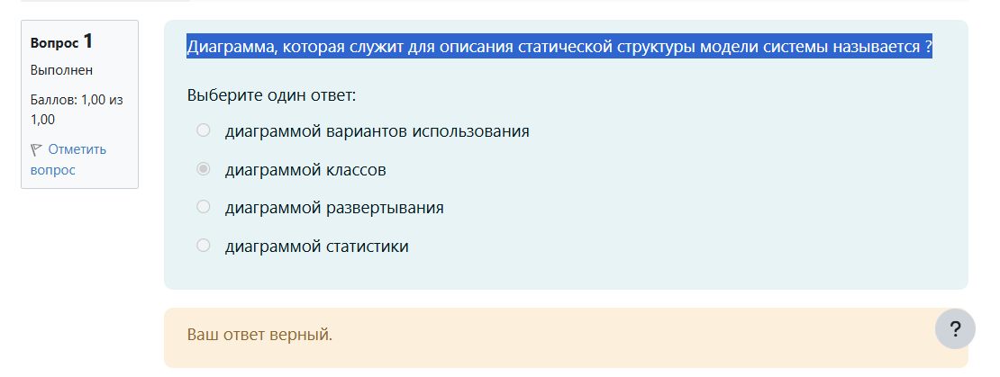 Вопрос 1
Выполнен
Баллов: 1,00 из
1,00
Отметить
вопрос
Диаграмма, которая служит для описания статической структуры модели системы называется ?
Выберите один ответ:
диаграммой вариантов использования
диаграммой классов
диаграммой развертывания
диаграммой статистики
Ваш ответ верный.
?